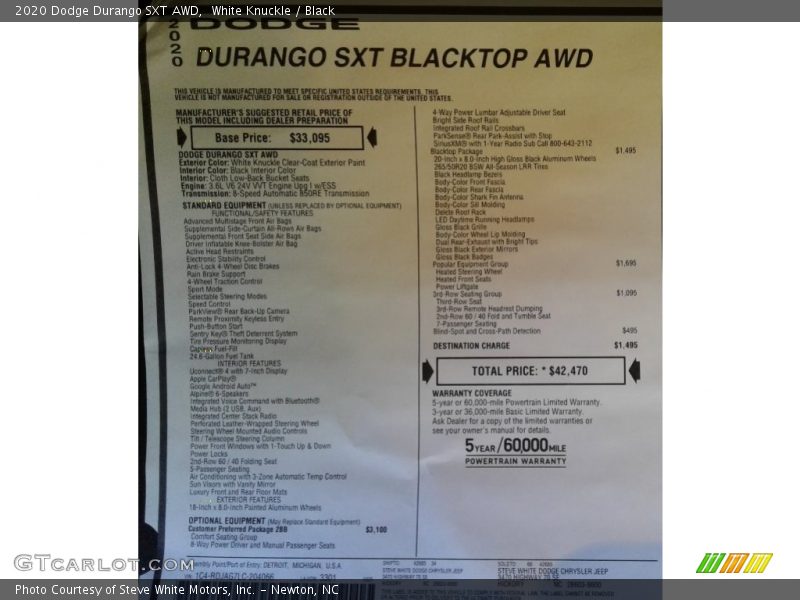 2020 Dodge Durango SXT AWD, White Knuckle / Black
2020
DODGE
DURANGO SXT BLACKTOP AWD
THIS VEHICLE IS MANUFACTURED TO MEET SPECIFIC UNITED STATES REQUIREMENTS. THIS
VEHICLE IS NOT MANUFACTURED FOR SALE OR REGISTRATION OUTSIDE OF THE UNITED STATES.
MANUFACTURER'S SUGGESTED RETAIL PRICE OF
THIS MODEL INCLUDING DEALER PREPARATION
Base Price: $33,095
DODGE DURANGO SXT AWD
Exterior Color: White Knuckle Clear-Coat Exterior Paint
Interior Color: Black Interior Color
Interior: Cloth Low-Back Bucket Seats
Engine: 3.6L V6 24V VVT Engine Upg I w/ESS
Transmission: 8-Speed Automatic 850RE Transmission
STANDARD EQUIPMENT (UNLESS REPLACED BY OPTIONAL EQUIPMENT)
FUNCTIONAL/SAFETY FEATURES
Advanced Multistage Front Air Bags
Supplemental Side-Curtain All-Rows Air Bags
Supplemental Front Seat Side Air Bags
Driver Inflatable Knee-Bolster Air Bag
Active Head Restraints
Electronic Stability Control
Anti-Lock 4-Wheel Disc Brakes
Rain Brake Support
4-Wheel Traction Control
Sport Mode
Selectable Steering Modes
Speed Control
ParkView® Rear Back-Up Camera
Remote Proximity Keyless Entry
Push-Button Start
Sentry Key® Theft Deterrent System
Tire Pressure Monitoring Display
Capless Fuel-Fill
24.6-Gallon Fuel Tank
INTERIOR FEATURES
Uconnect® 4 with 7-Inch Display
Apple CarPlay®
Google Android Auto™
Alpine® 6-Speakers
Integrated Voice Command with Bluetooth®
Media Hub (2 USB, Aux)
Integrated Center Stack Radio
Perforated Leather-Wrapped Steering Wheel
Steering Wheel Mounted Audio Controls
Tilt / Telescope Steering Column
Power Front Windows with 1-Touch Up & Down
Power Locks
2nd-Row 60 / 40 Folding Seat
5-Passenger Seating
Air Conditioning with 3-Zone Automatic Temp Control
Sun Visors with Vanity Mirror
Luxury Front and Rear Floor Mats
EXTERIOR FEATURES
18-Inch x 8.0-Inch Painted Aluminum Wheels
OPTIONAL EQUIPMENT (May Replace Standard Equipment)
Customer Preferred Package 2BB $3,100
Comfort Seating Group
8-Way Power Driver and Manual Passenger Seats
4-Way Power Lumbar Adjustable Driver Seat
Bright Side Roof Rails
Integrated Roof Rail Crossbars
ParkSense® Rear Park-Assist with Stop
SiriusXM® with 1-Year Radio Sub Call 800-643-2112
Blacktop Package $1,495
20-Inch x 8.0-Inch High Gloss Black Aluminum Wheels
265/50R20 BSW All-Season LRR Tires
Black Headlamp Bezels
Body-Color Front Fascia
Body-Color Rear Fascia
Body-Color Shark Fin Antenna
Body-Color Sill Molding
Delete Roof Rack
LED Daytime Running Headlamps
Gloss Black Grille
Body-Color Wheel Lip Molding
Dual Rear-Exhaust with Bright Tips
Gloss Black Exterior Mirrors
Gloss Black Badges
Popular Equipment Group $1,695
Heated Steering Wheel
Heated Front Seats
Power Liftgate
3rd-Row Seating Group $1,095
Third-Row Seat
3rd-Row Remote Headrest Dumping
2nd-Row 60 / 40 Fold and Tumble Seat
7-Passenger Seating
Blind-Spot and Cross-Path Detection $495
DESTINATION CHARGE $1,495
TOTAL PRICE: * $42,470
WARRANTY COVERAGE
5-year or 60,000-mile Powertrain Limited Warranty.
3-year or 36,000-mile Basic Limited Warranty.
Ask Dealer for a copy of the limited warranties or
see your owner's manual for details.
5 YEAR / 60,000 MILE
POWERTRAIN WARRANTY
Assembly Point/Port of Entry: DETROIT, MICHIGAN, U.S.A
1C4-RDJAG7LC-204066
STEVE WHITE DODGE CHRYSLER JEEP
STEVE WHITE DODGE CHRYSLER JEEP
3470 HIGHWAY 70 SE
GTCARLOT.COM
Photo Courtesy of Steve White Motors, Inc. - Newton, NC